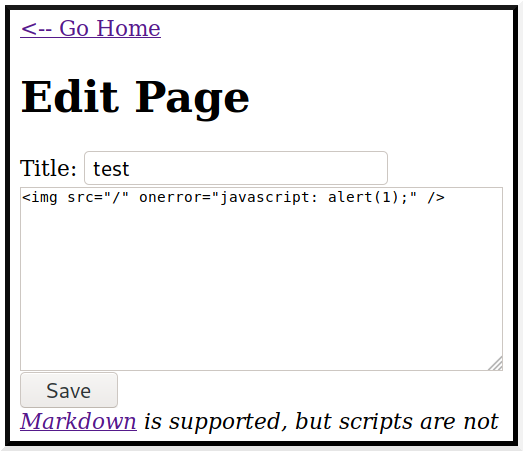 <-- Go Home
Edit Page
Title: test
<img src="/" onerror="javascript: alert(1);" />
Save
Markdown is supported, but scripts are not